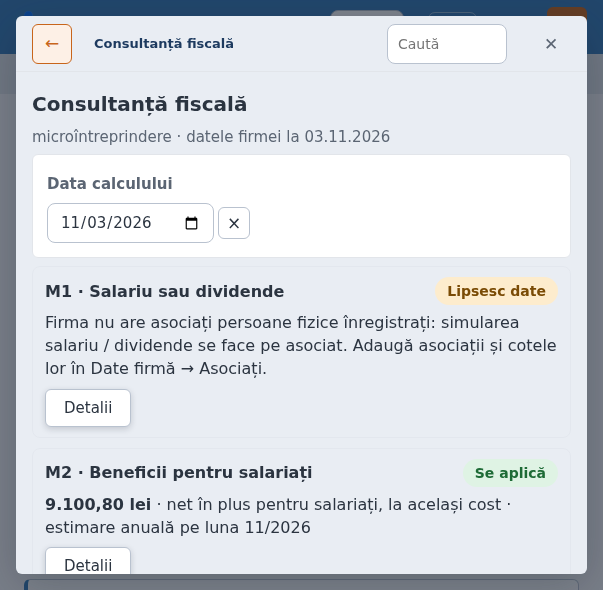 ← Consultanță fiscală Caută ✕
Consultanță fiscală
microîntreprindere · datele firmei la 03.11.2026
Data calculului
11/03/2026 ×
M1 · Salariu sau dividende Lipsesc date
Firma nu are asociați persoane fizice înregistrați: simularea
salariu / dividende se face pe asociat. Adaugă asociații și cotele
lor în Date firmă → Asociați.
Detalii
M2 · Beneficii pentru salariați Se aplică
9.100,80 lei · net în plus pentru salariați, la același cost ·
estimare anuală pe luna 11/2026
Detalii